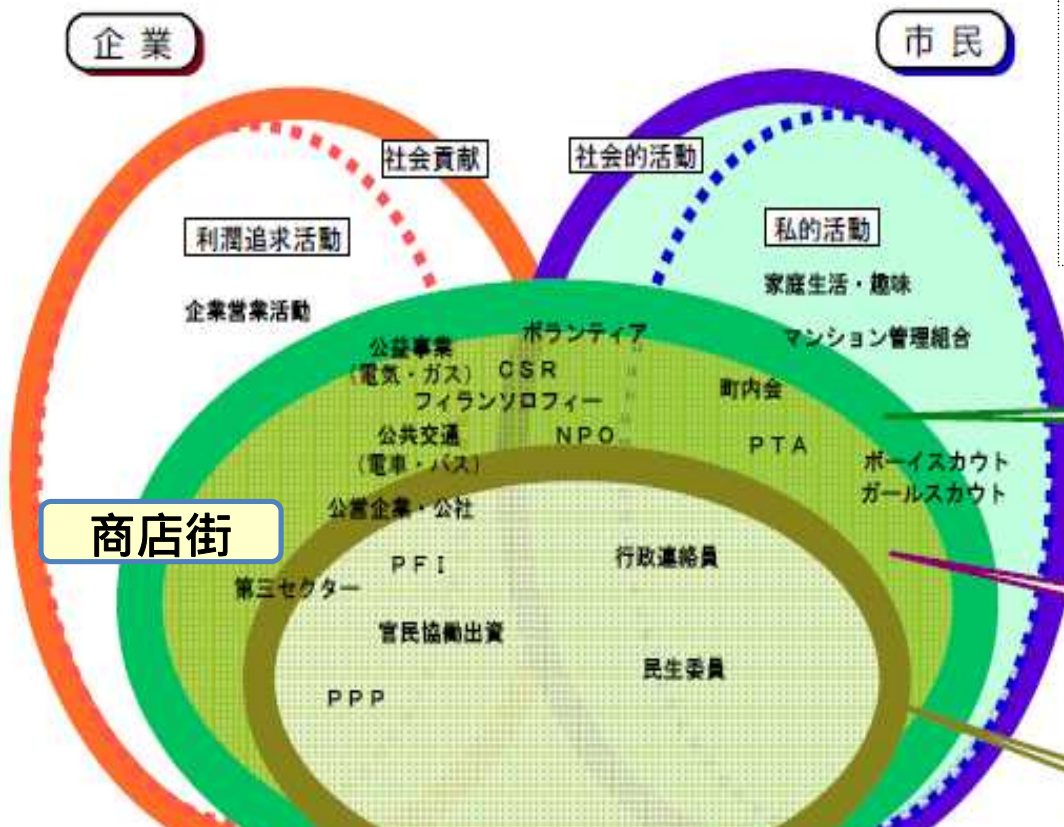 企業
市民
社会貢献
社会的活動
利潤追求活動
私的活動
家庭生活・趣味
企業営業活動
ボランティア
マンション管理組合
公益事業
(電気・ガス)
CSR
フィランソロフィー
町内会
公共交通
(電車・バス)
NPO
PTA
ボーイスカウト
ガールスカウト
公営企業・公社
商店街
PFI
行政連絡員
第三セクター
官民協働出資
民生委員
PPP